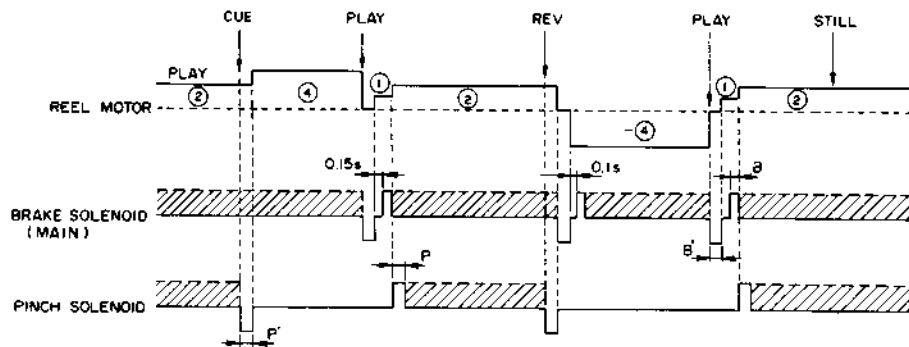 CUE PLAY REV PLAY STILL
PLAY
① ①
② ④ ② ②
REEL MOTOR
-④
0,15s 0,1s B
BRAKE SOLENOID
(MAIN)
P B'
PINCH SOLENOID
P'